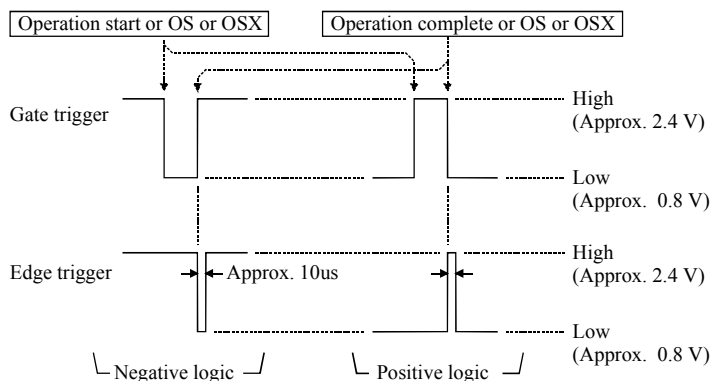 Operation start or OS or OSX
Operation complete or OS or OSX
Gate trigger
High
(Approx. 2.4 V)
Low
(Approx.  0.8 V)
Edge trigger
Approx. 10us
High
(Approx. 2.4 V)
Low
(Approx.  0.8 V)
Negative logic
Positive logic